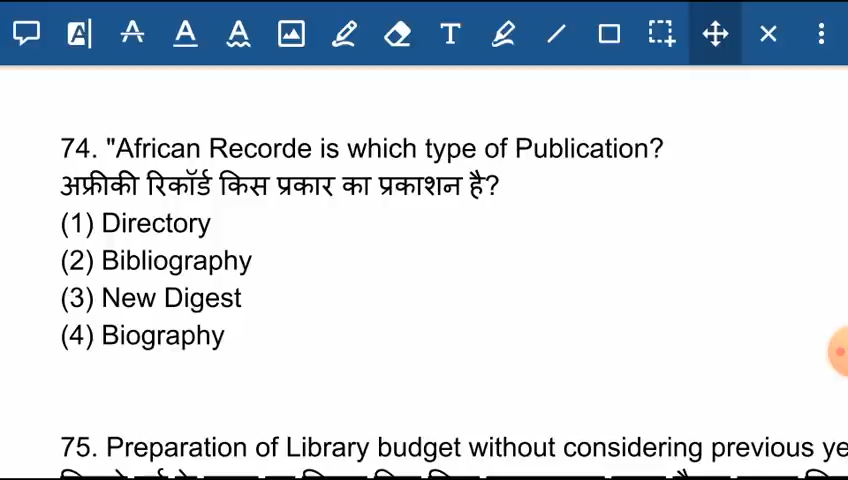 74. "African Recorde is which type of Publication?
अफ्रीकी रिकॉर्ड किस प्रकार का प्रकाशन है?
(1) Directory
(2) Bibliography
(3) New Digest
(4) Biography
75. Preparation of Library budget without considering previous ye